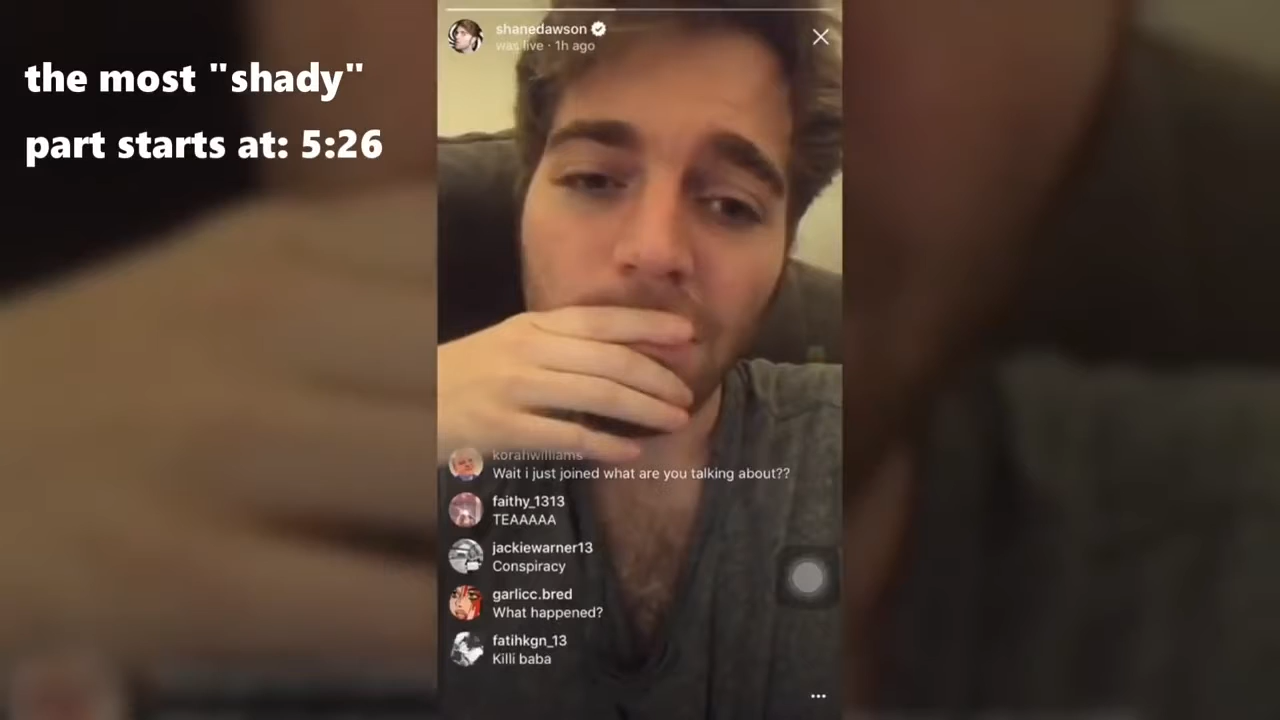 the most "shady"
part starts at: 5:26
shanedawson
was live · 1h ago
korahwilliams
Wait i just joined what are you talking about??
faithy_1313
TEAAAAA
jackiewarner13
Conspiracy
garlicc.bred
What happened?
fatihkgn_13
Killi baba